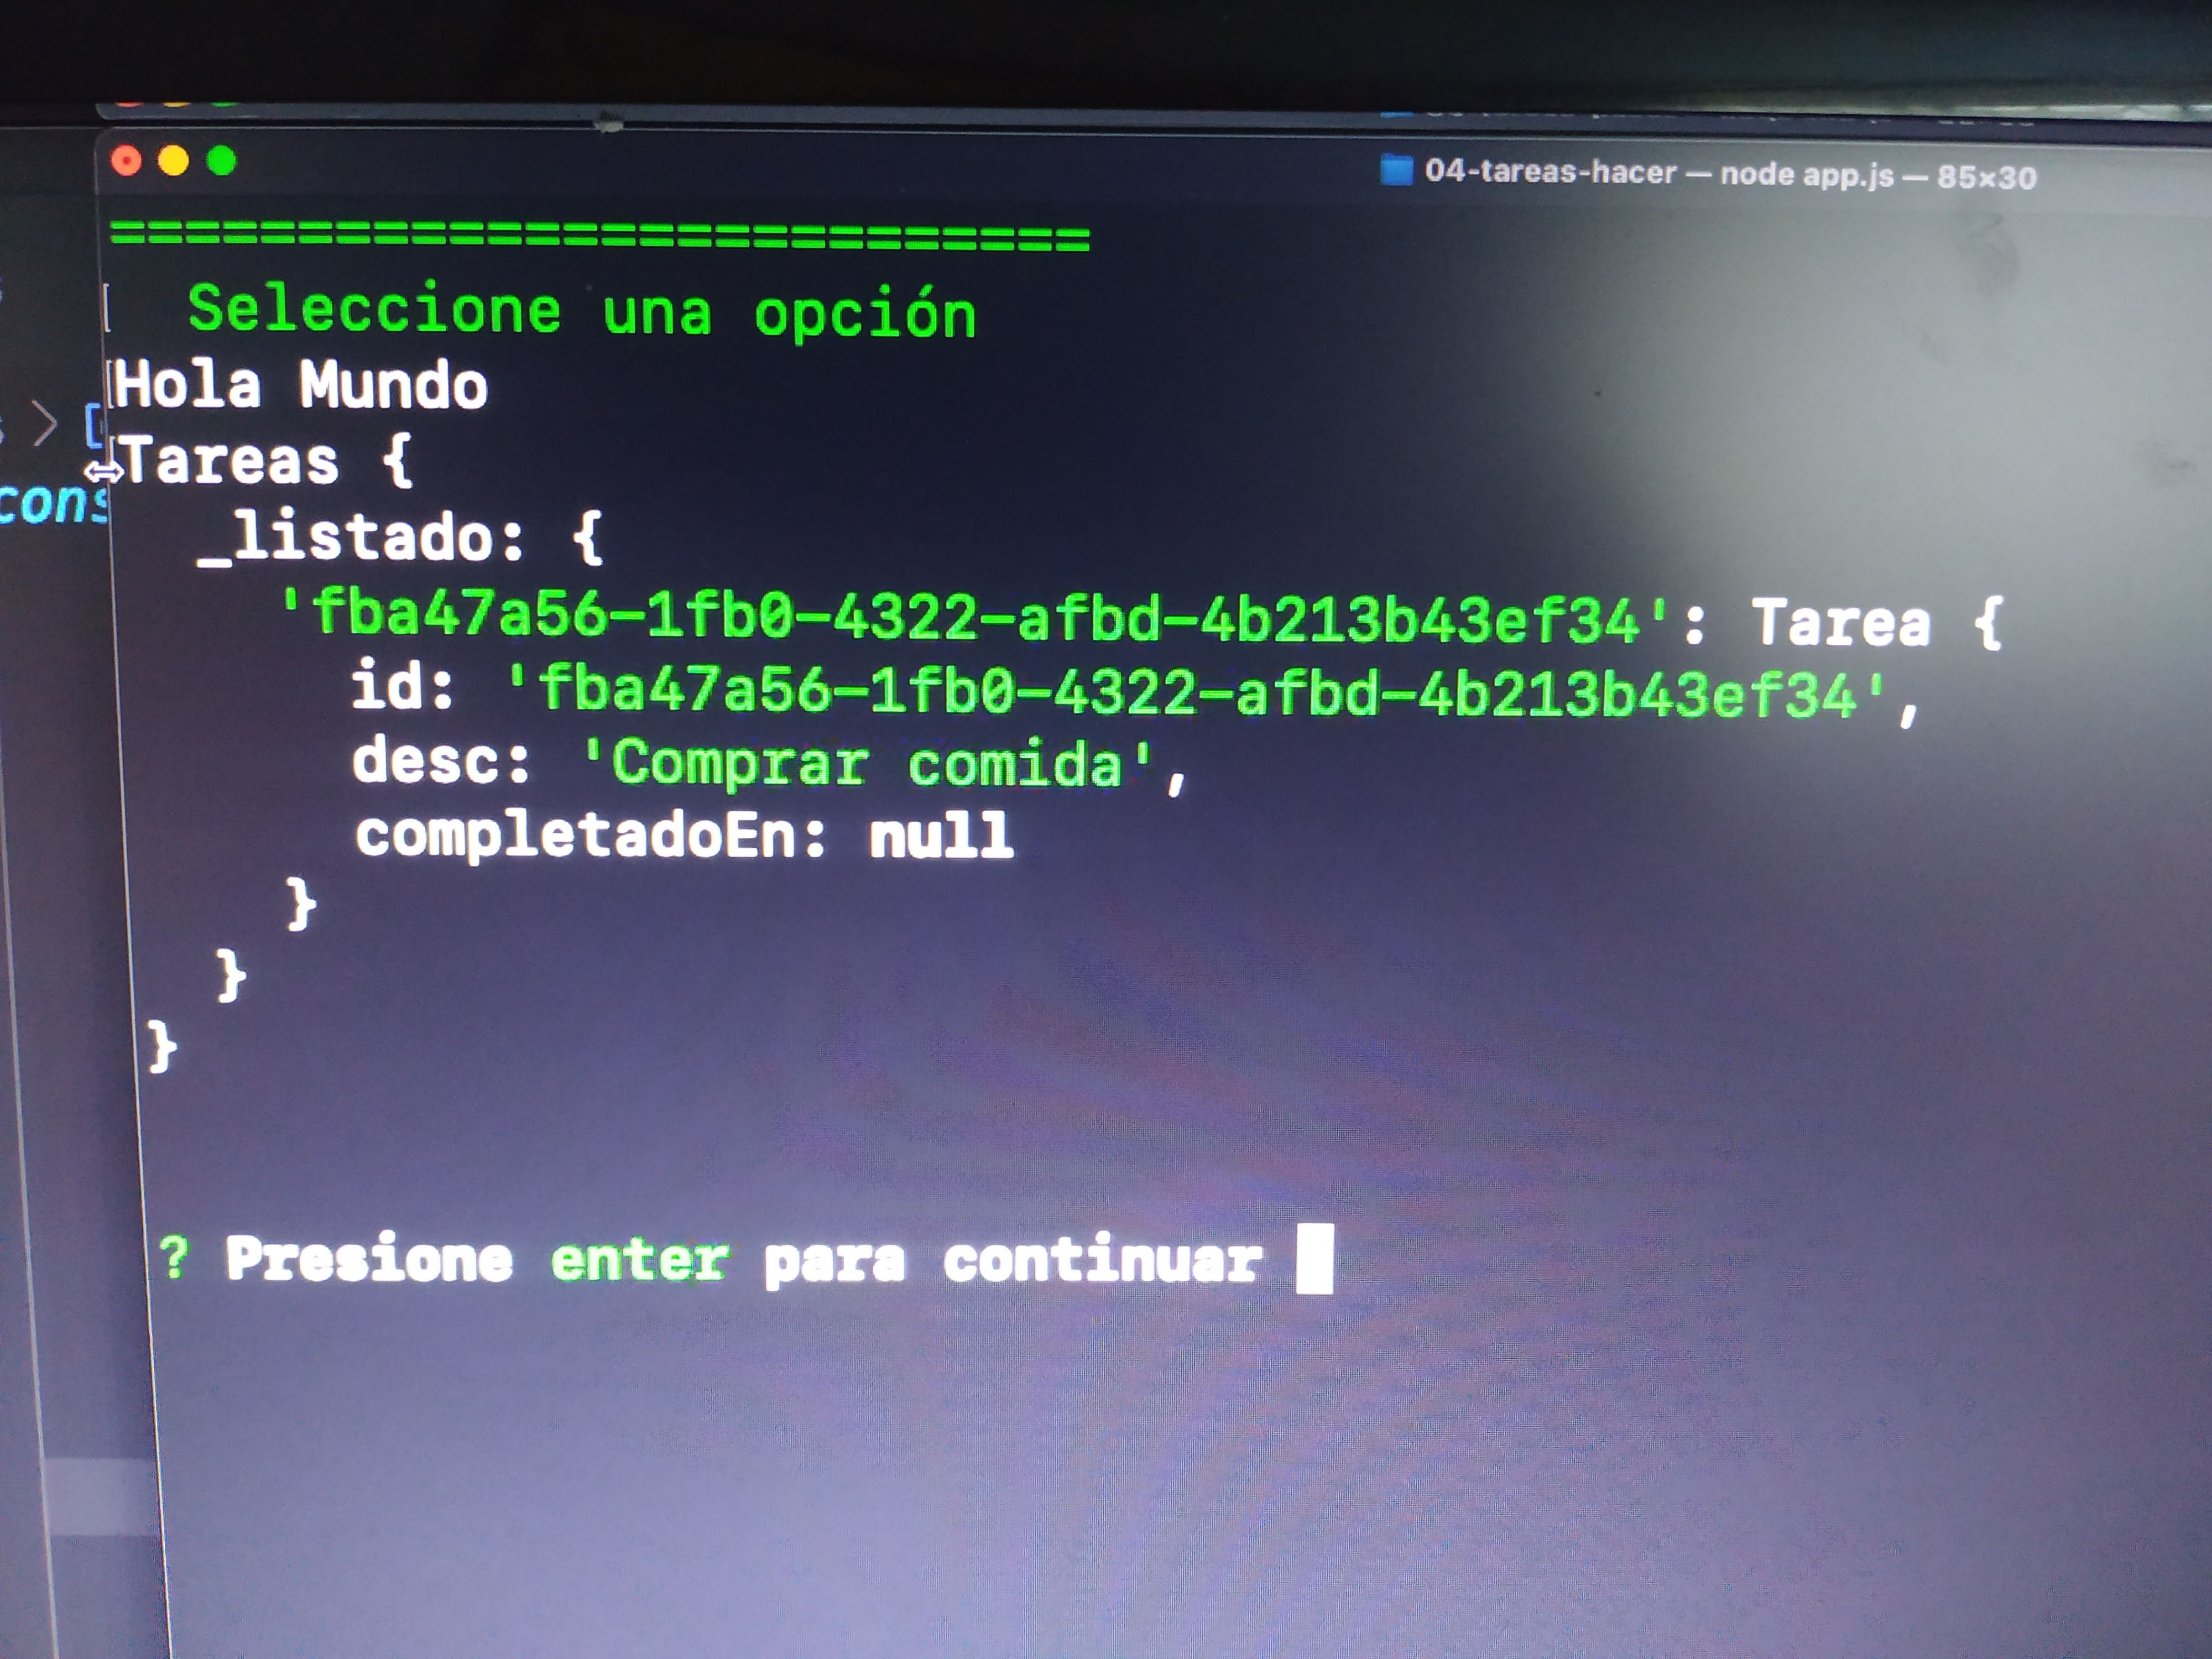 04-tareas-hacer — node app.js — 85×30
==========================
Seleccione una opción
Hola Mundo
Tareas {
_listado: {
'fba47a56-1fb0-4322-afbd-4b213b43ef34': Tarea {
id: 'fba47a56-1fb0-4322-afbd-4b213b43ef34',
desc: 'Comprar comida',
completadoEn: null
}
}
}
cons
? Presione enter para continuar